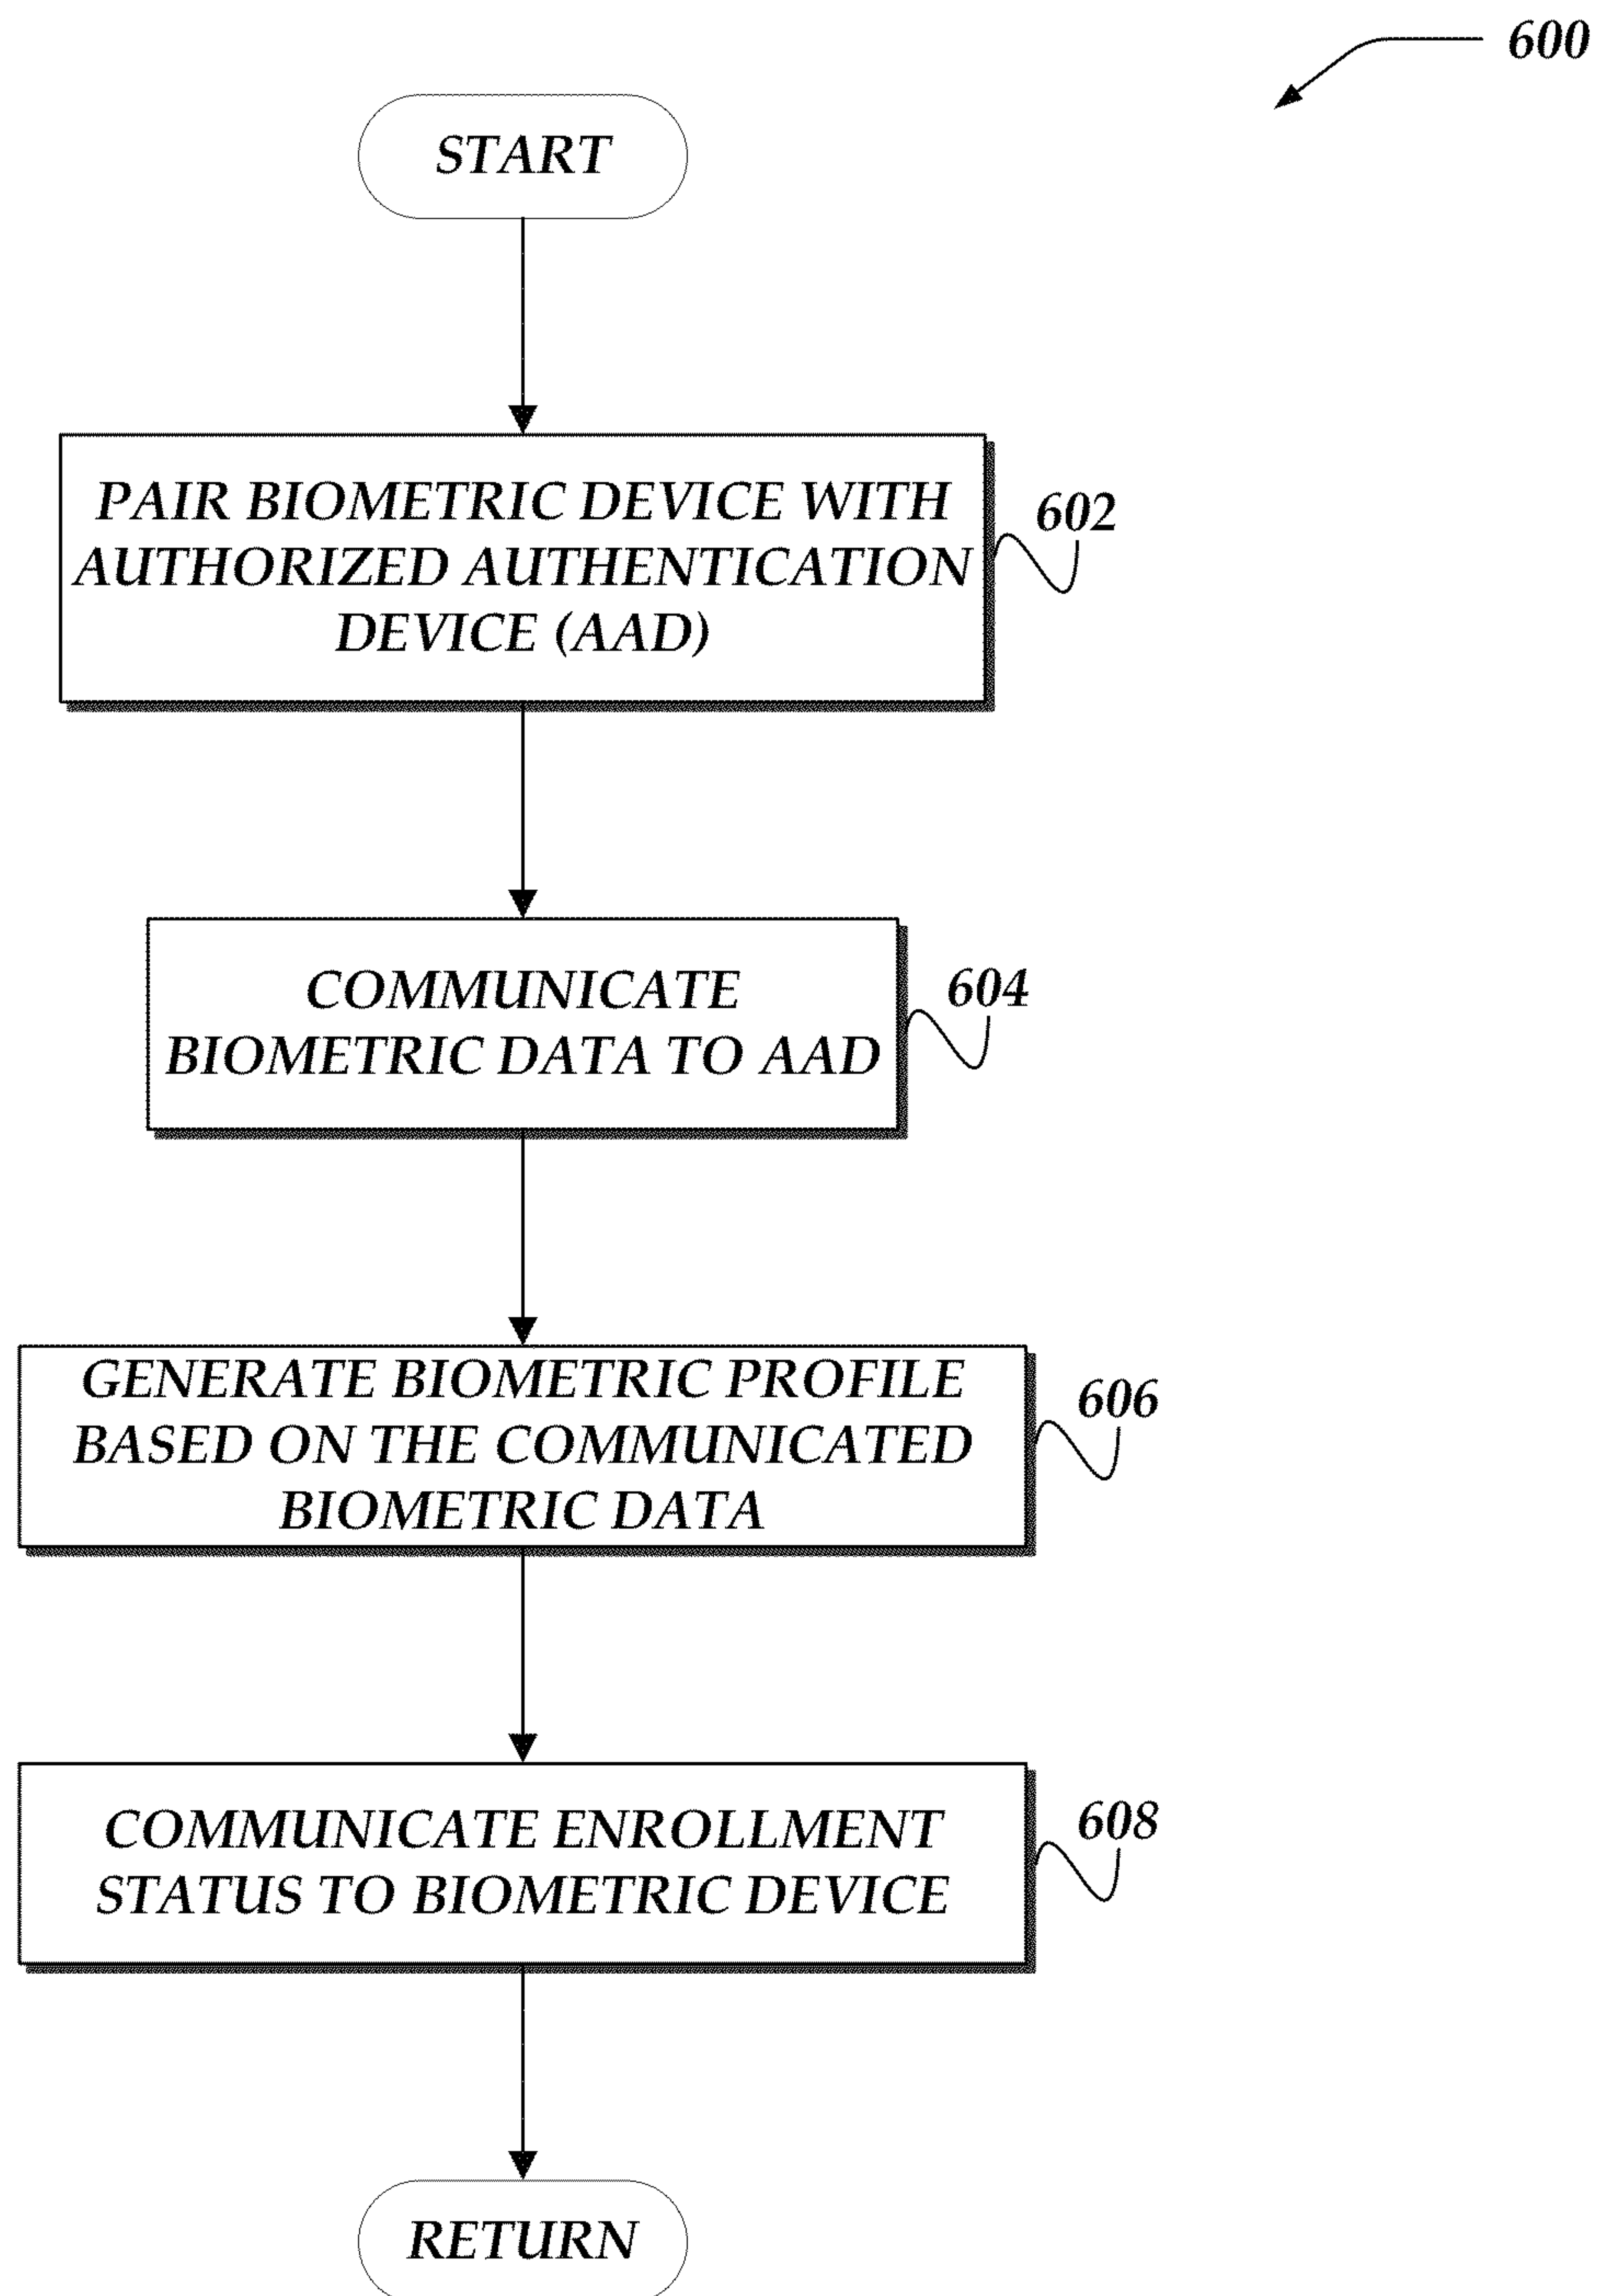 600
START
PAIR BIOMETRIC DEVICE WITH
AUTHORIZED AUTHENTICATION
DEVICE (AAD)
602
COMMUNICATE
BIOMETRIC DATA TO AAD
604
GENERATE BIOMETRIC PROFILE
BASED ON THE COMMUNICATED
BIOMETRIC DATA
606
COMMUNICATE ENROLLMENT
STATUS TO BIOMETRIC DEVICE
608
RETURN